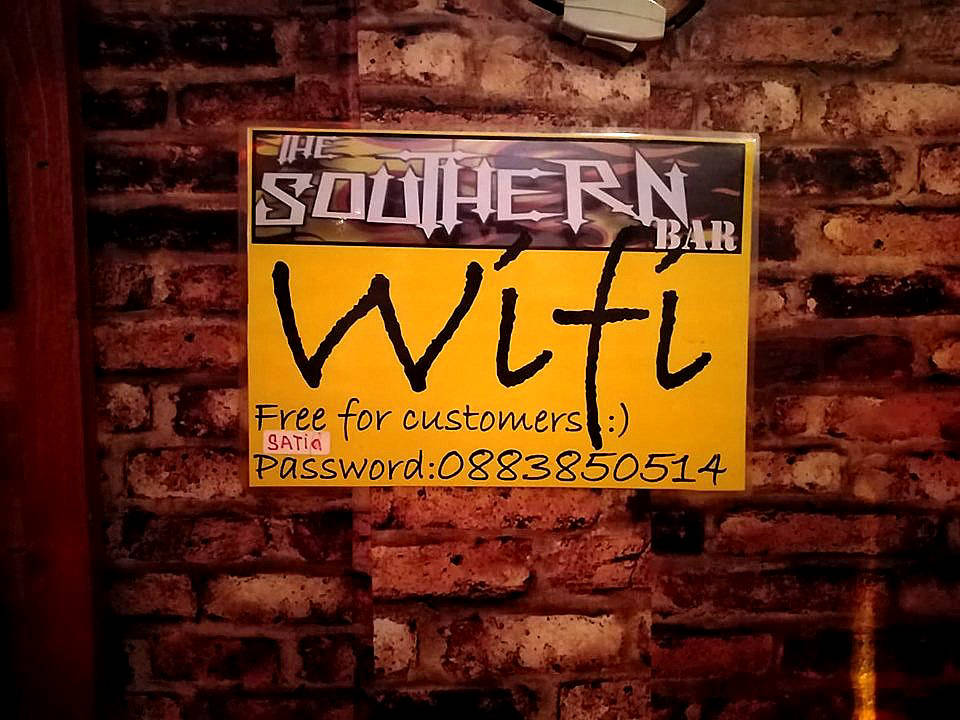 THE
SOUTHERN
BAR
Wifi
Free for customers :)
SATia
Password:0883850514